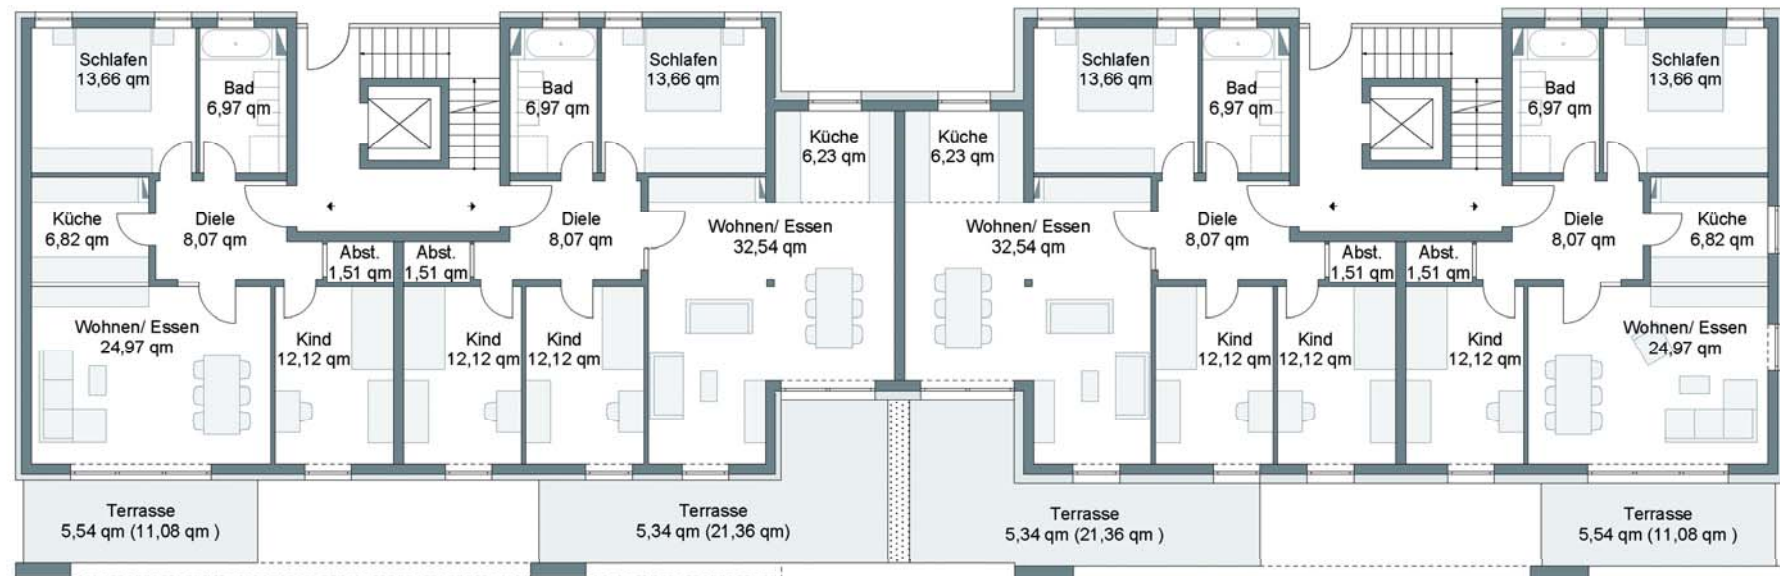 Schlafen
13,66 qm
Bad
6,97 qm
Bad
6,97 qm
Schlafen
13,66 qm
Küche
6,23 qm
Küche
6,23 qm
Schlafen
13,66 qm
Bad
6,97 qm
Bad
6,97 qm
Schlafen
13,66 qm
Küche
6,82 qm
Diele
8,07 qm
Abst.
1,51 qm
Abst.
1,51 qm
Diele
8,07 qm
Wohnen/ Essen
32,54 qm
Wohnen/ Essen
32,54 qm
Diele
8,07 qm
Abst.
1,51 qm
Abst.
1,51 qm
Diele
8,07 qm
Küche
6,82 qm
Wohnen/ Essen
24,97 qm
Kind
12,12 qm
Kind
12,12 qm
Kind
12,12 qm
Kind
12,12 qm
Kind
12,12 qm
Kind
12,12 qm
Wohnen/ Essen
24,97 qm
Terrasse
5,54 qm (11,08 qm )
Terrasse
5,34 qm (21,36 qm)
Terrasse
5,34 qm (21,36 qm )
Terrasse
5,54 qm (11,08 qm )